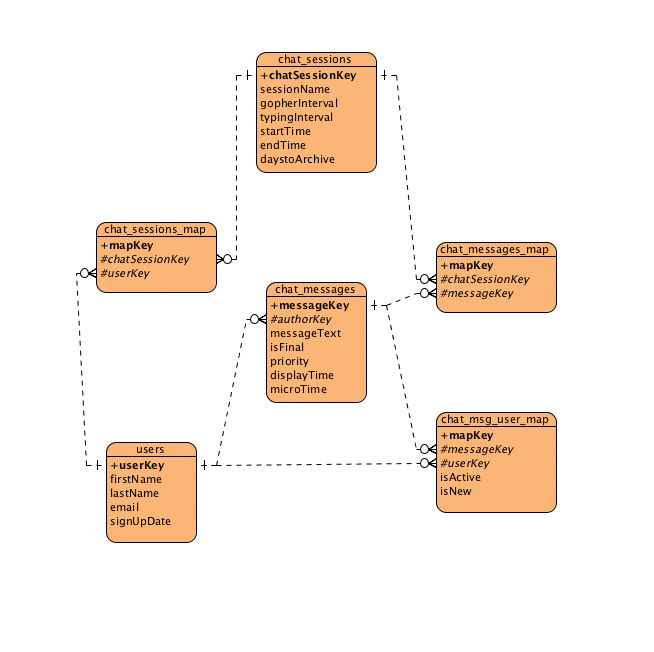 chat_sessions
+chatSessionKey
sessionName
gopherInterval
typingInterval
startTime
endTime
daystoArchive
chat_sessions_map
+mapKey
#chatSessionKey
#userKey
chat_messages_map
+mapKey
#chatSessionKey
#messageKey
chat_messages
+messageKey
#authorKey
messageText
isFinal
priority
displayTime
microTime
chat_msg_user_map
+mapKey
#messageKey
#userKey
isActive
isNew
users
+userKey
firstName
lastName
email
signUpDate